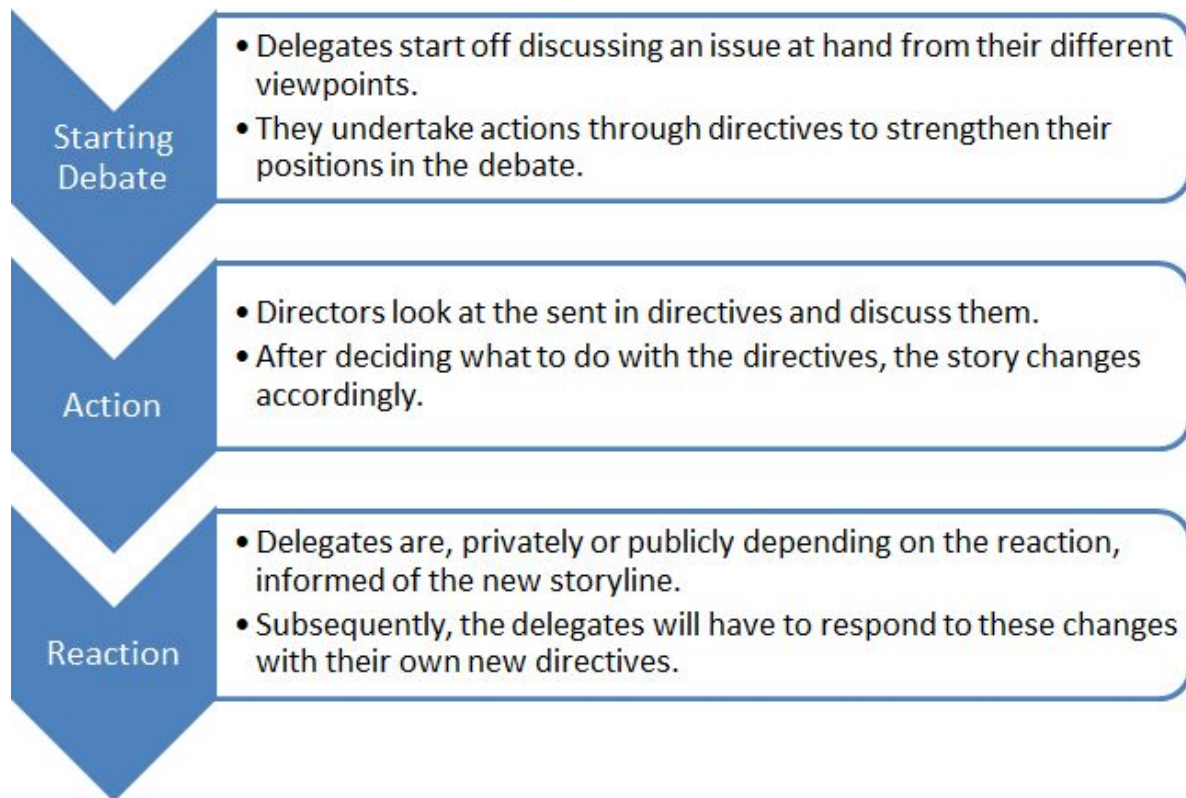 Starting
Debate
• Delegates start off discussing an issue at hand from their different
viewpoints.
• They undertake actions through directives to strengthen their
positions in the debate.
Action
• Directors look at the sent in directives and discuss them.
• After deciding what to do with the directives, the story changes
accordingly.
Reaction
• Delegates are, privately or publicly depending on the reaction,
informed of the new storyline.
• Subsequently, the delegates will have to respond to these changes
with their own new directives.